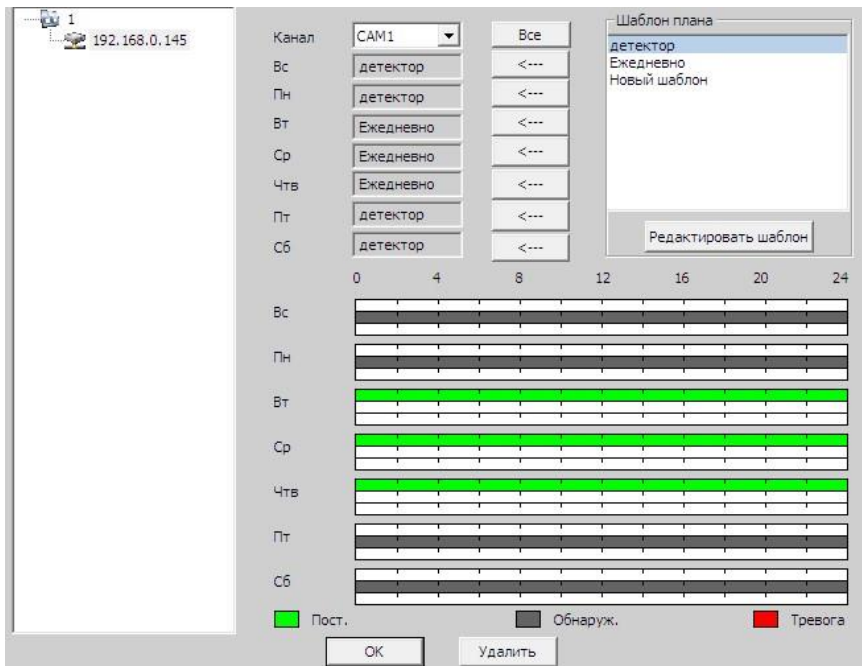 1
192.168.0.145
Канал CAM1 Все
Вс детектор <---
Пн детектор <---
Вт Ежедневно <---
Ср Ежедневно <---
Чтв Ежедневно <---
Пт детектор <---
Сб детектор <---
Шаблон плана
детектор
Ежедневно
Новый шаблон
Редактировать шаблон
0 4 8 12 16 20 24
Вс
Пн
Вт
Ср
Чтв
Пт
Сб
Пост. Обнаруж. Тревога
OK Удалить